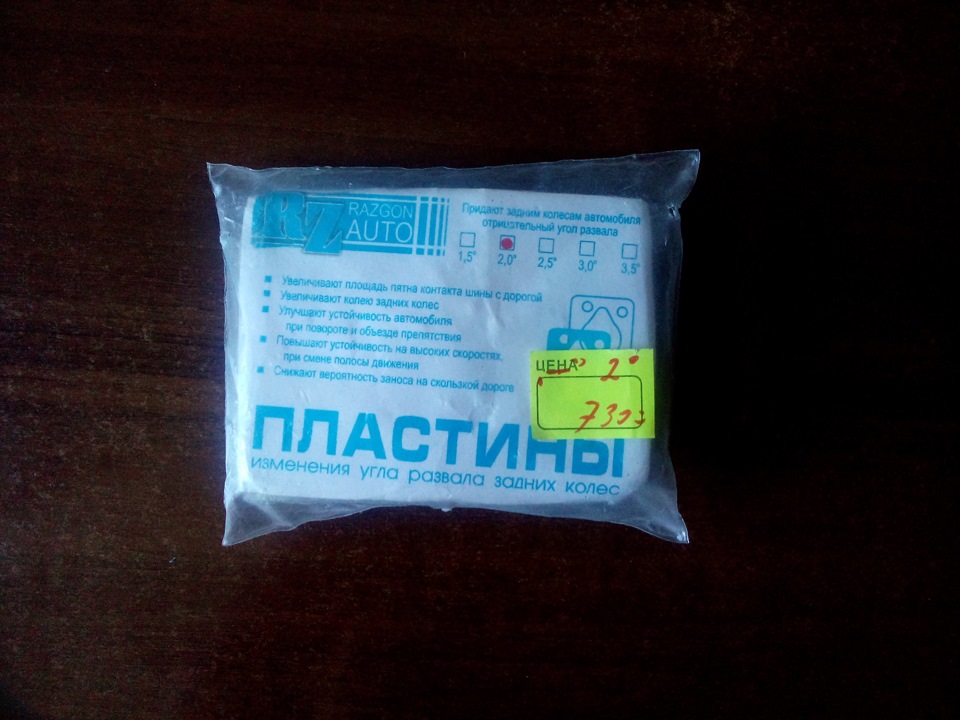 RZ
RAZGON
AUTO
Придают задним колесам автомобиля
отрицательный угол развала
1,5° 2,0° 2,5° 3,0° 3,5°
Увеличивают площадь пятна контакта шины с дорогой
Увеличивают колею задних колес
Улучшают устойчивость автомобиля
при повороте и объезде препятствия
Повышают устойчивость на высоких скоростях,
при смене полосы движения
Снижают вероятность заноса на скользкой дороге
ЦЕНА 2°
730
ПЛАСТИНЫ
изменения угла развала задних колес